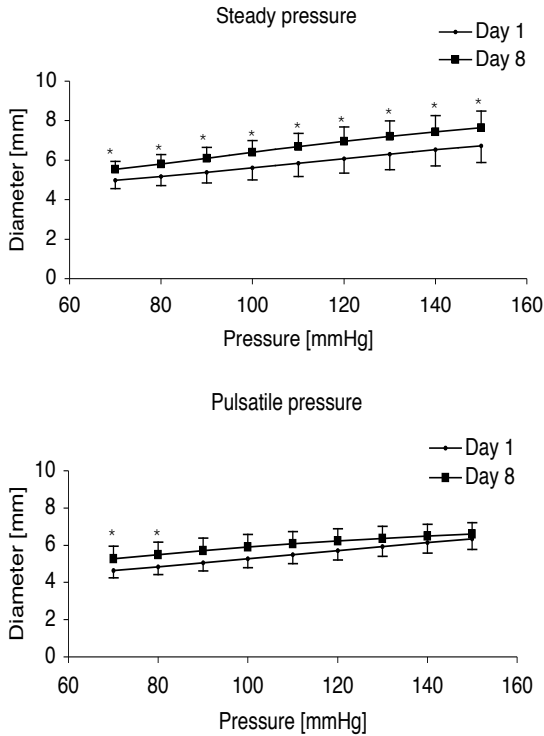 Steady pressure
Day 1
Day 8
10
8
6
4
2
0
* * * * * * * * *
Diameter [mm]
60 80 100 120 140 160
Pressure [mmHg]
Pulsatile pressure
Day 1
Day 8
10
8
6
4
2
0
* *
Diameter [mm]
60 80 100 120 140 160
Pressure [mmHg]